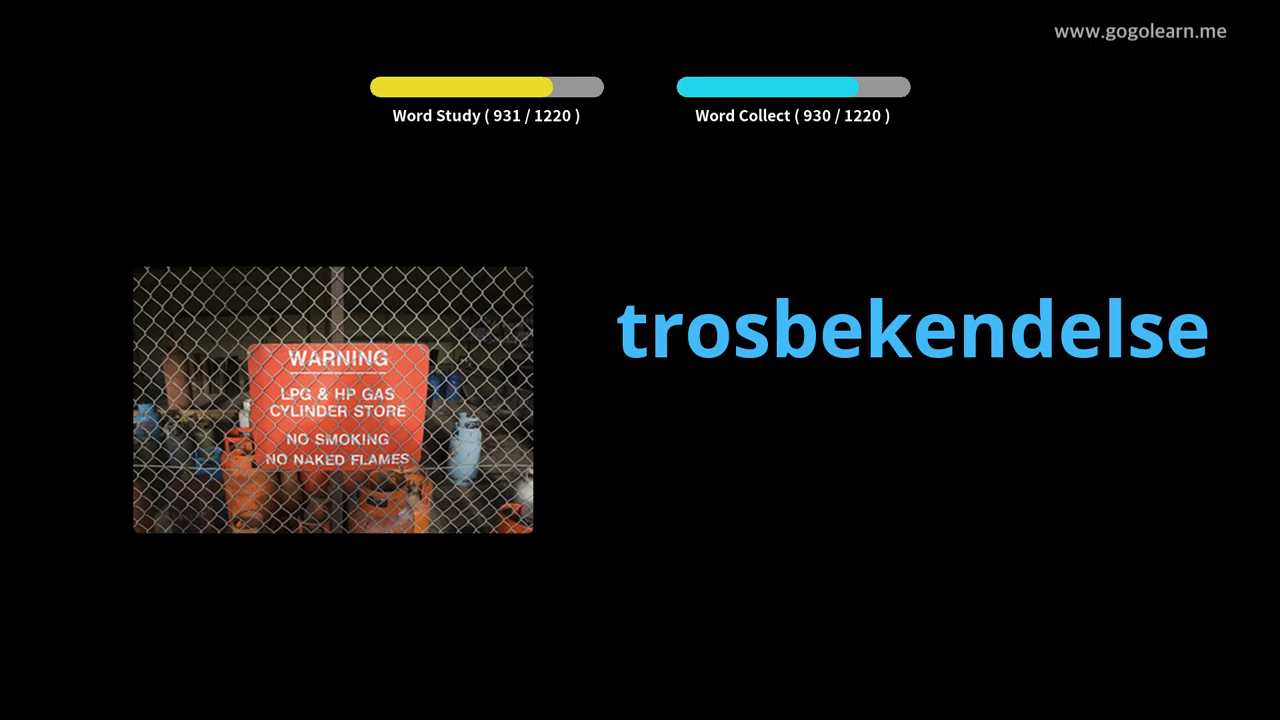 www.gogolearn.me
Word Study ( 931 / 1220 )
Word Collect ( 930 / 1220 )
trosbekendelse
WARNING
LPG & HP GAS
CYLINDER STORE
NO SMOKING
NO NAKED FLAMES